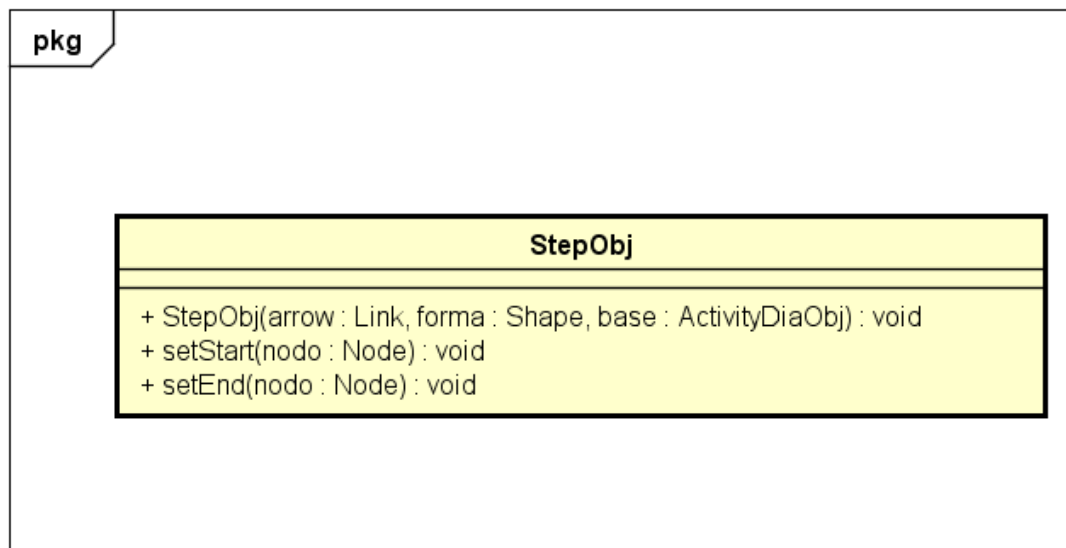 pkg
StepObj
+ StepObj(arrow : Link, forma : Shape, base : ActivityDiaObj) : void
+ setStart(nodo : Node) : void
+ setEnd(nodo : Node) : void